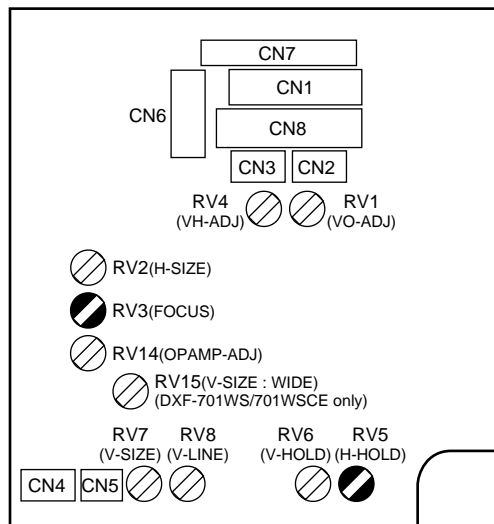 CN7
CN1
CN6
CN8
CN3
CN2
RV4
(VH-ADJ)
RV1
(VO-ADJ)
RV2(H-SIZE)
RV3(FOCUS)
RV14(OPAMP-ADJ)
RV15(V-SIZE : WIDE)
(DXF-701WS/701WSCE only)
RV7
(V-SIZE)
RV8
(V-LINE)
RV6
(V-HOLD)
RV5
(H-HOLD)
CN4
CN5